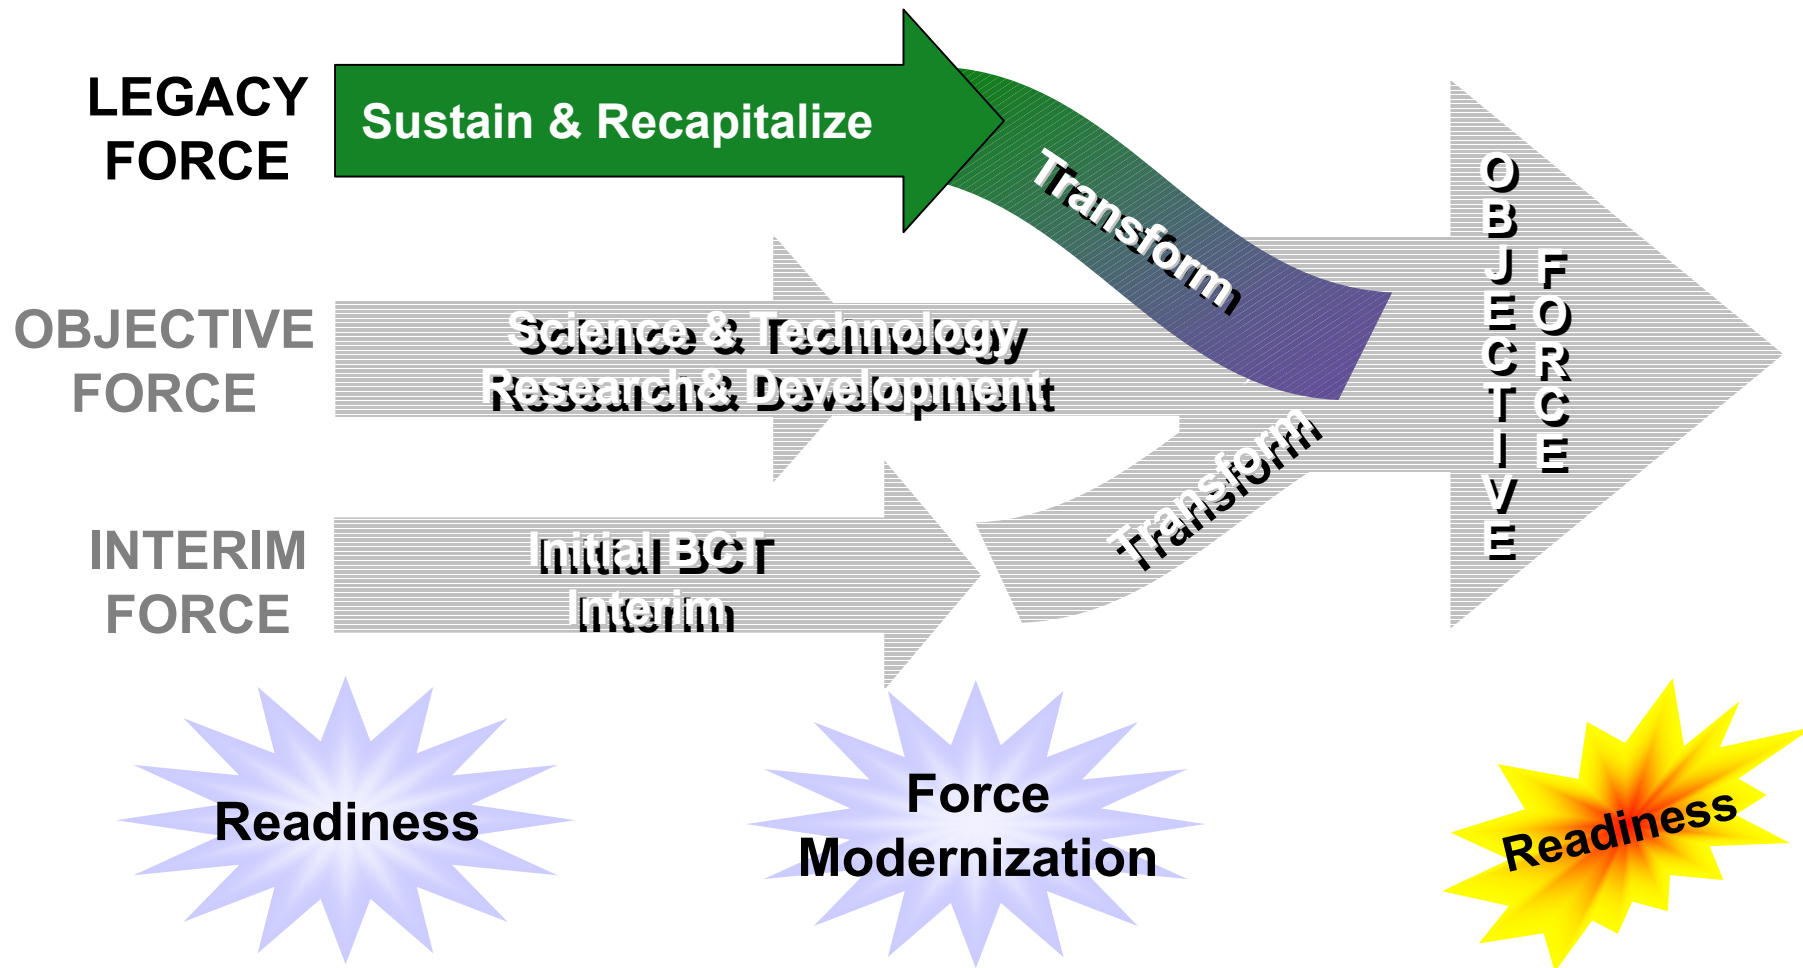 LEGACY
FORCE
Sustain & Recapitalize
Transform
OBJECTIVE
FORCE
Science & Technology
Research& Development
INTERIM
FORCE
Initial BCT
Interim
Transform
OBJECTIVE
FORCE
Readiness
Force
Modernization
Readiness